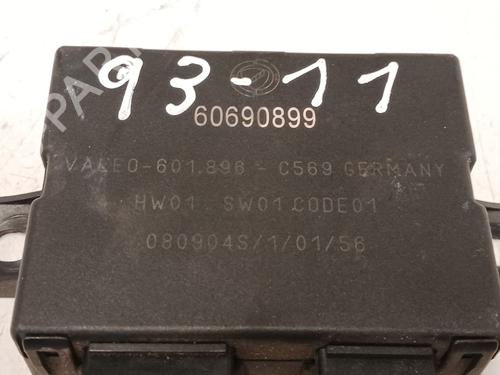 93-11
60690899
VALEO-601.896 - C569 GERMANY
HW01 SW01 CODE01
080904S/1/01/56